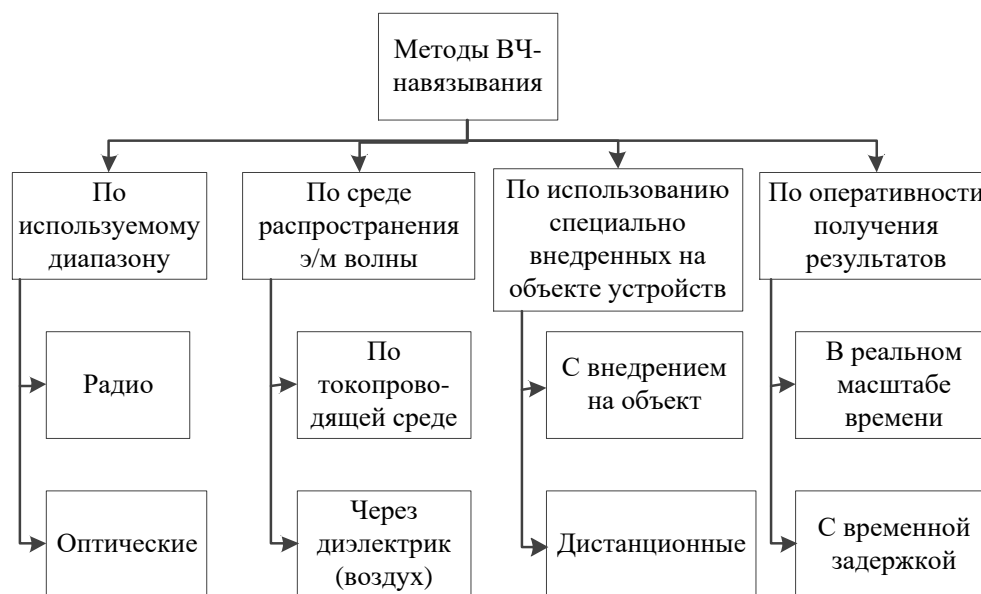 Методы ВЧ-
навязывания
По
используемому
диапазону
По среде
распространения
э/м волны
По использованию
специально
внедренных на
объекте устройств
По оперативности
получения
результатов
Радио
По
токопрово-
дящей среде
С внедрением
на объект
В реальном
масштабе
времени
Оптические
Через
диэлектрик
(воздух)
Дистанционные
С временной
задержкой